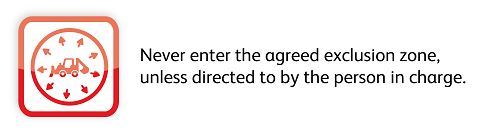 Never enter the agreed exclusion zone,
unless directed to by the person in charge.